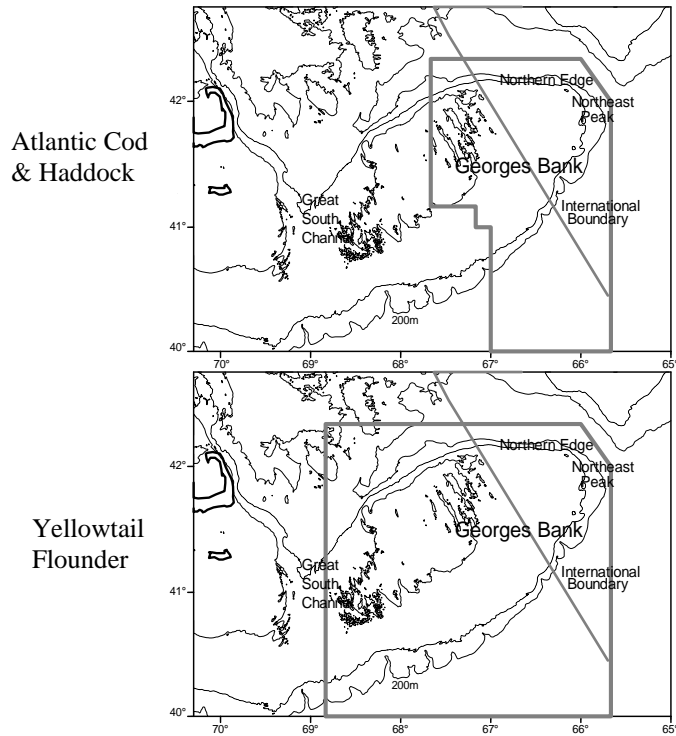 Atlantic Cod
& Haddock
42°
41°
40°
Northern Edge
Northeast
Peak
Georges Bank
Great
South
Channel
International
Boundary
200m
70°
69°
68°
67°
66°
65°
Yellowtail
Flounder
42°
41°
40°
Northern Edge
Northeast
Peak
Georges Bank
Great
South
Channel
International
Boundary
200m
70°
69°
68°
67°
66°
65°